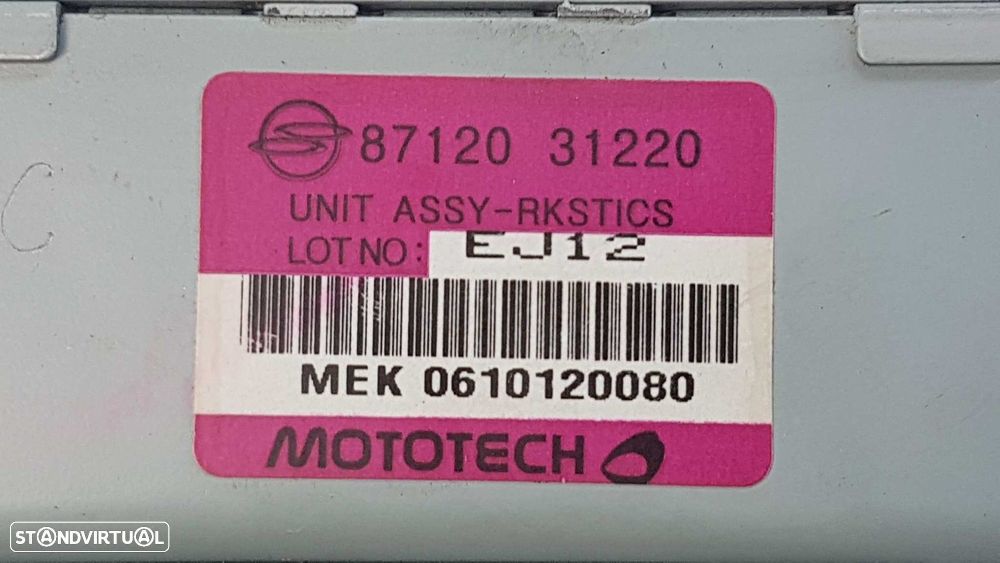 87120 31220
UNIT ASSY-RKSTICS
LOT NO: EJ12
MEK 0610120080
MOTOTECH
C
STANDVIRTUAL